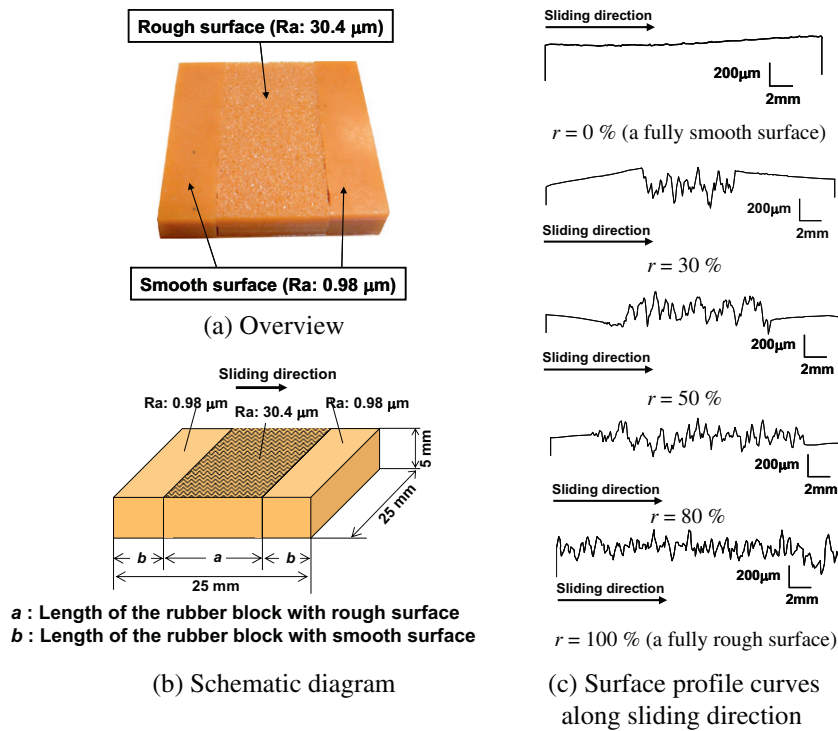 Rough surface (Ra: 30.4 μm)
Smooth surface (Ra: 0.98 μm)
(a) Overview
Sliding direction
Ra: 0.98 μm
Ra: 30.4 μm
Ra: 0.98 μm
5 mm
25 mm
b
a
b
25 mm
a : Length of the rubber block with rough surface
b : Length of the rubber block with smooth surface
(b) Schematic diagram
Sliding direction
200μm
2mm
r = 0 % (a fully smooth surface)
200μm
2mm
Sliding direction
r = 30 %
200μm
2mm
Sliding direction
r = 50 %
200μm
2mm
Sliding direction
r = 80 %
200μm
2mm
Sliding direction
r = 100 % (a fully rough surface)
(c) Surface profile curves
along sliding direction